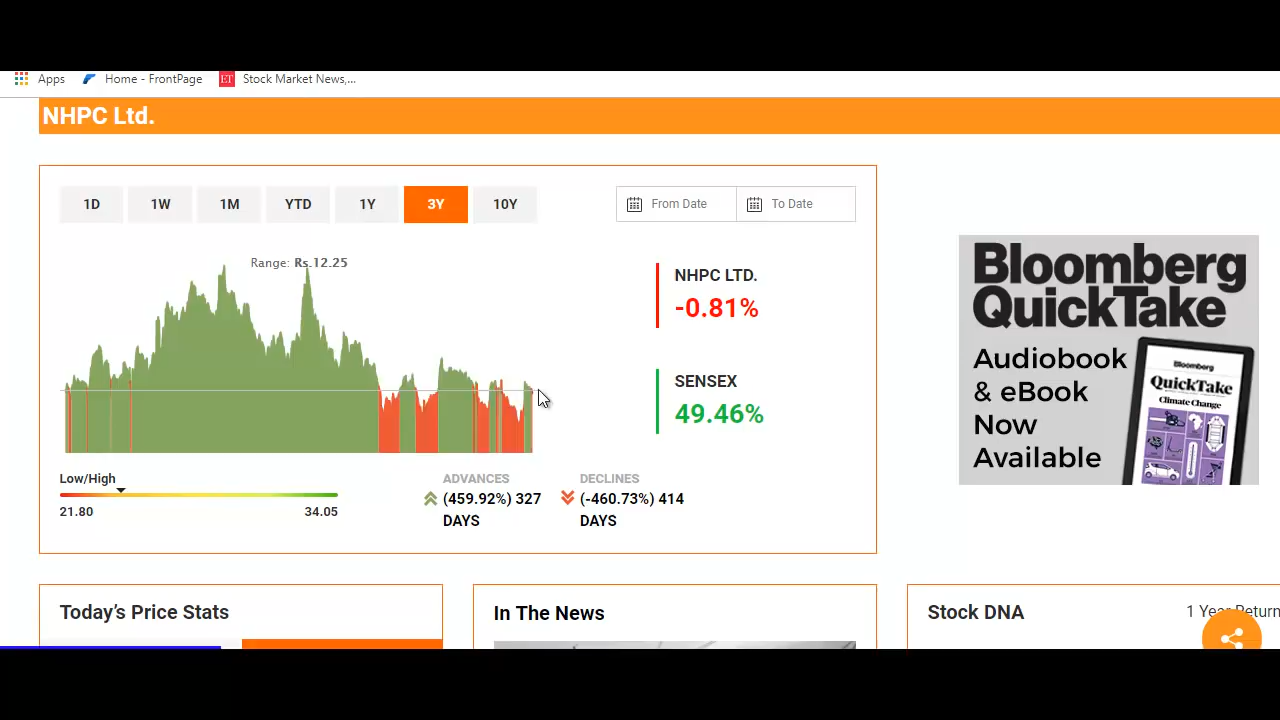 Apps Home - FrontPage ET Stock Market News,...
NHPC Ltd.
1D 1W 1M YTD 1Y 3Y 10Y From Date To Date
Range: Rs.12.25
NHPC LTD.
-0.81%
SENSEX
49.46%
Low/High
21.80 34.05
ADVANCES
(459.92%) 327
DAYS
DECLINES
(-460.73%) 414
DAYS
Bloomberg
QuickTake
Audiobook
& eBook
Now
Available
Bloomberg
QuickTake
Climate Change
Today's Price Stats
In The News
Stock DNA 1 Year Return